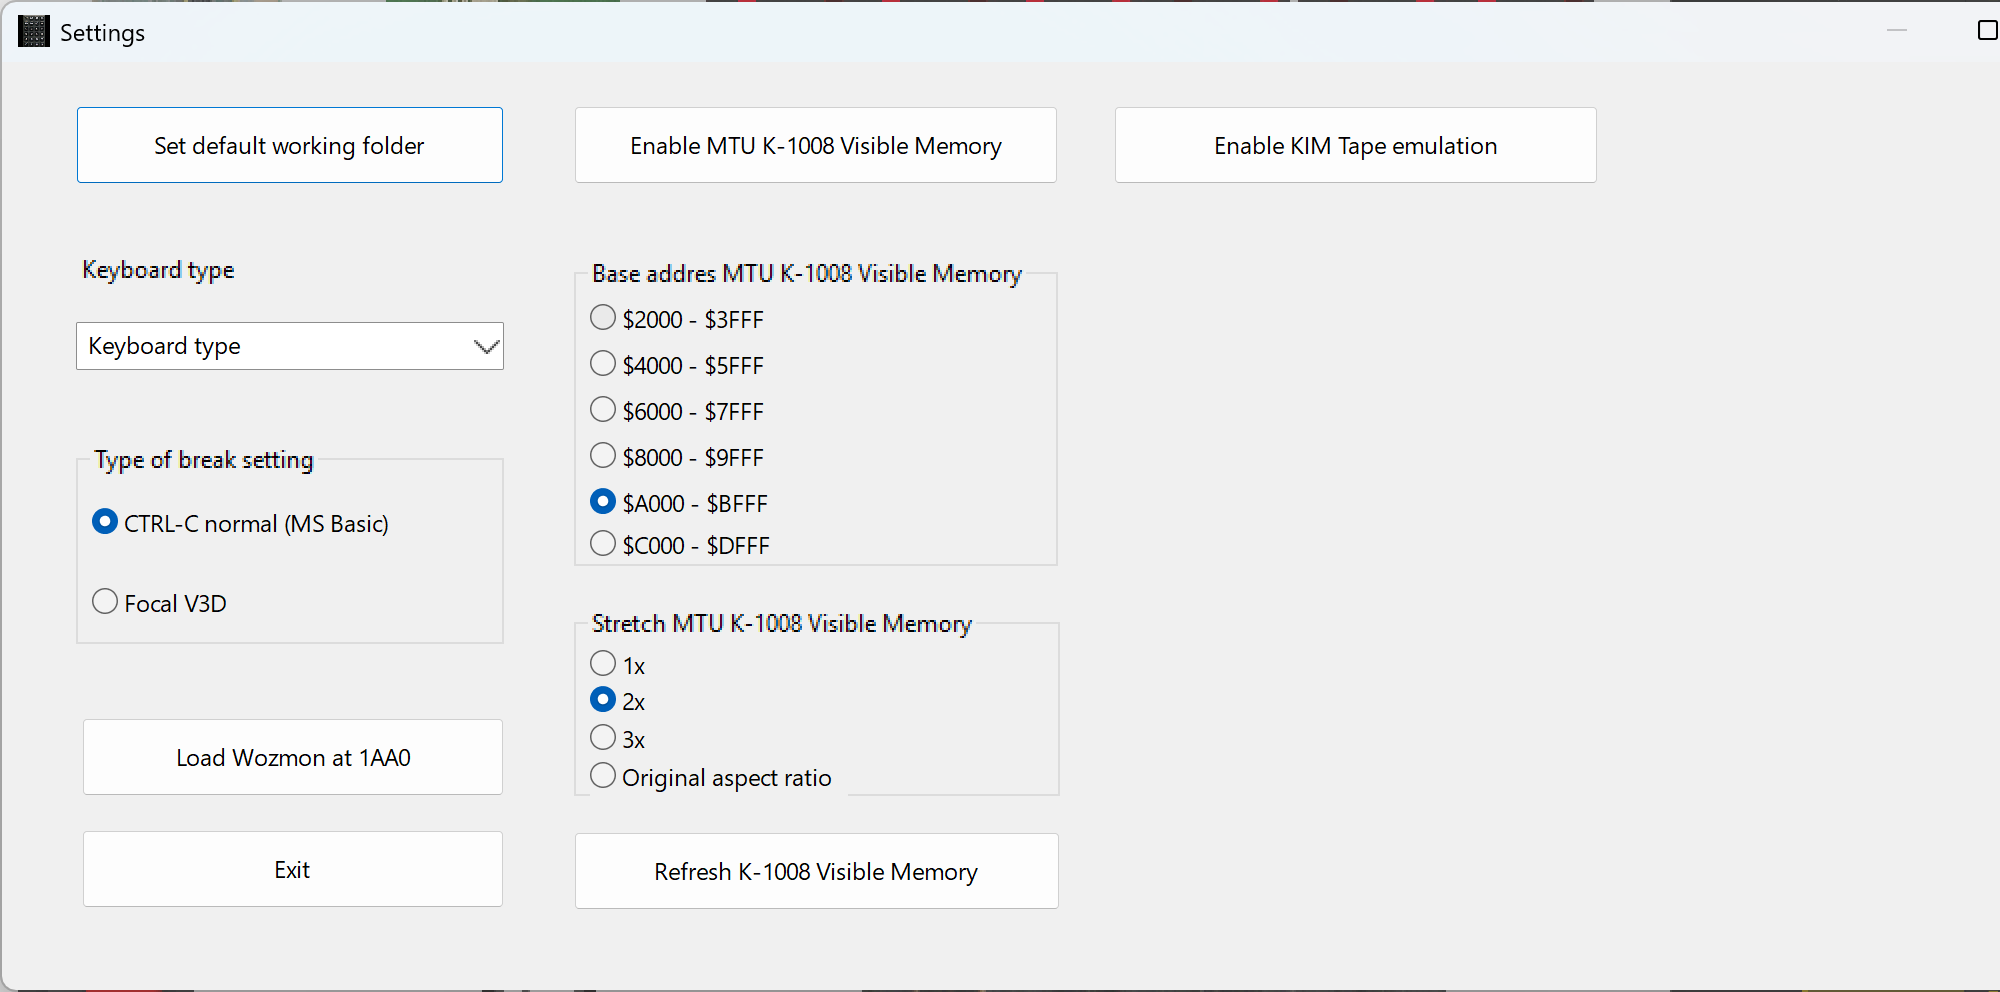 Settings
Set default working folder
Enable MTU K-1008 Visible Memory
Enable KIM Tape emulation
Keyboard type
Keyboard type
Type of break setting
CTRL-C normal (MS Basic)
Focal V3D
Load Wozmon at 1AA0
Exit
Base addres MTU K-1008 Visible Memory
$2000 - $3FFF
$4000 - $5FFF
$6000 - $7FFF
$8000 - $9FFF
$A000 - $BFFF
$C000 - $DFFF
Stretch MTU K-1008 Visible Memory
1x
2x
3x
Original aspect ratio
Refresh K-1008 Visible Memory